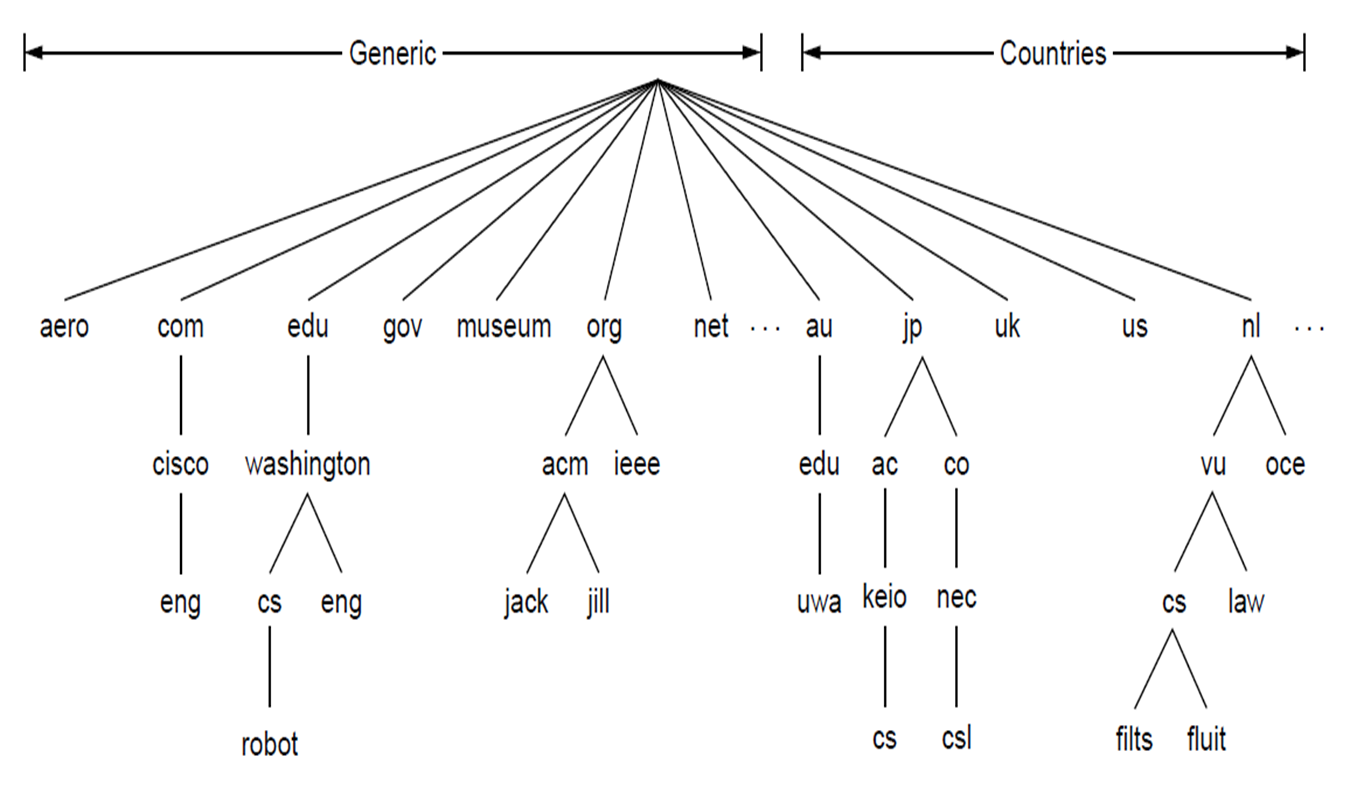 Generic Countries
aero com edu gov museum org net ··· au jp uk us nl ···
cisco washington acm ieee edu ac co vu oce
eng cs eng jack jill uwa keio nec cs law
robot cs csl filts fluit